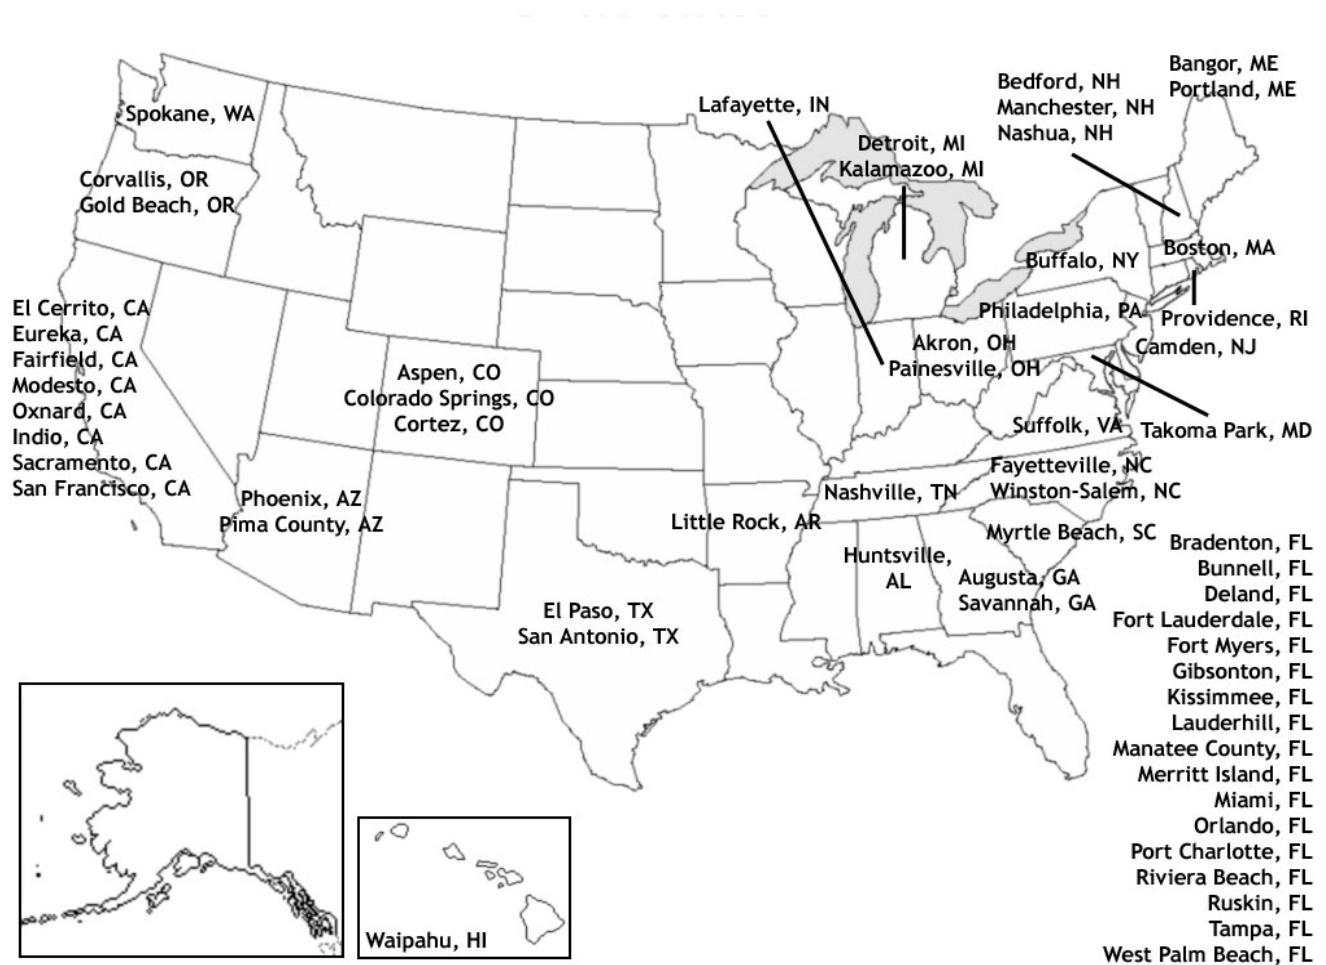 Bangor, ME
Portland, ME
Bedford, NH
Manchester, NH
Nashua, NH
Lafayette, IN
Spokane, WA
Detroit, MI
Kalamazoo, MI
Corvallis, OR
Gold Beach, OR
Boston, MA
Buffalo, NY
El Cerrito, CA
Eureka, CA
Fairfield, CA
Modesto, CA
Oxnard, CA
Indio, CA
Sacramento, CA
San Francisco, CA
Philadelphia, PA
Providence, RI
Camden, NJ
Akron, OH
Painesville, OH
Aspen, CO
Colorado Springs, CO
Cortez, CO
Suffolk, VA
Takoma Park, MD
Fayetteville, NC
Winston-Salem, NC
Phoenix, AZ
Pima County, AZ
Nashville, TN
Little Rock, AR
Myrtle Beach, SC
Huntsville,
AL
Augusta, GA
Savannah, GA
El Paso, TX
San Antonio, TX
Bradenton, FL
Bunnell, FL
Deland, FL
Fort Lauderdale, FL
Fort Myers, FL
Gibsonton, FL
Kissimmee, FL
Lauderhill, FL
Manatee County, FL
Merritt Island, FL
Miami, FL
Orlando, FL
Port Charlotte, FL
Riviera Beach, FL
Ruskin, FL
Tampa, FL
West Palm Beach, FL
Waipahu, HI